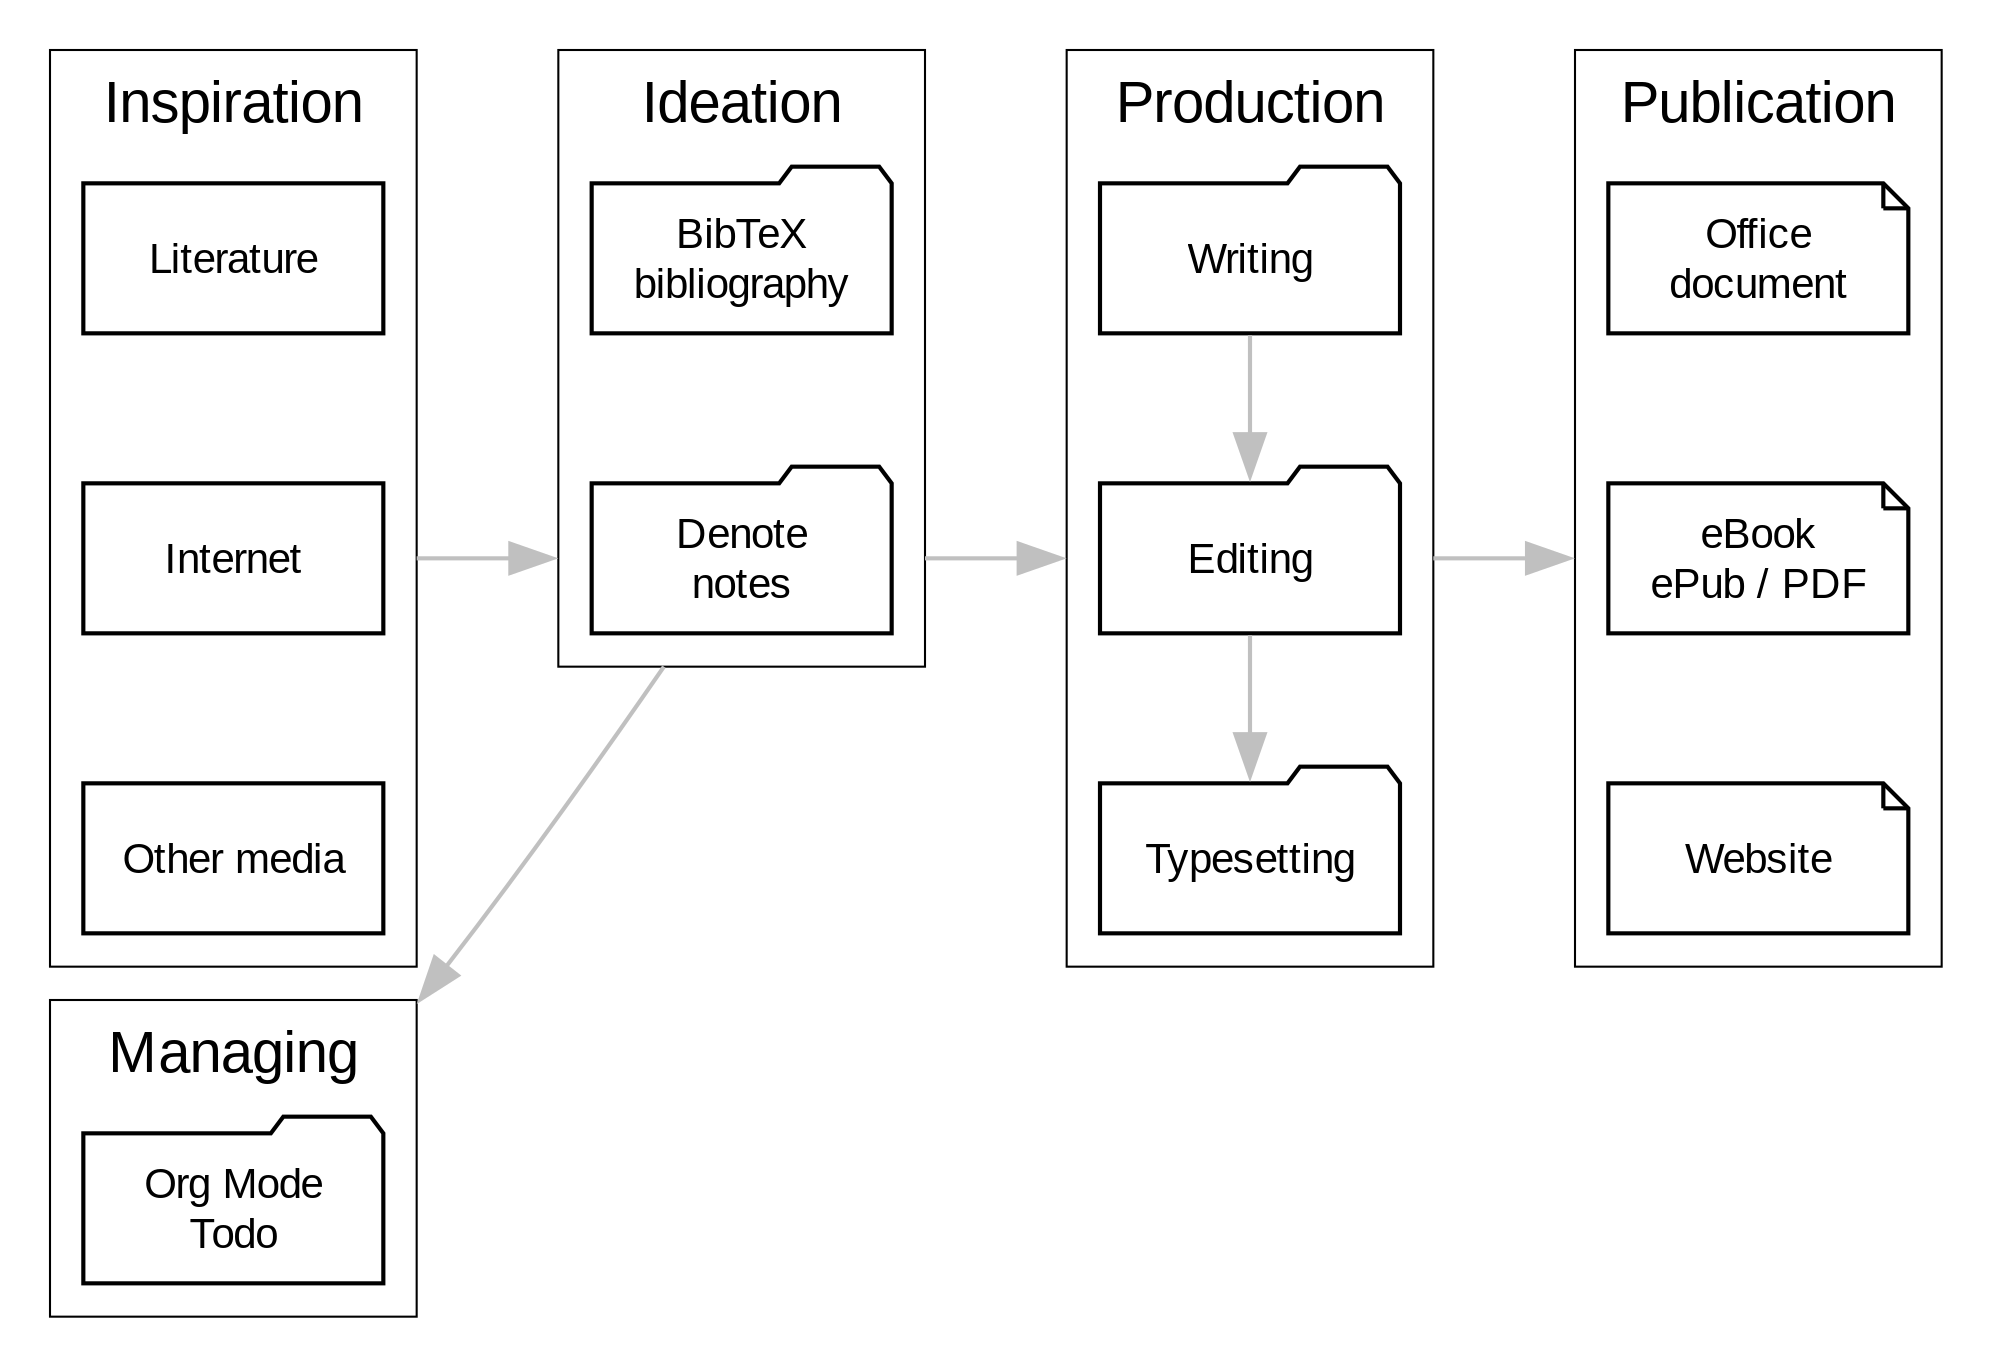 Inspiration
Literature
Internet
Other media
Ideation
BibTeX
bibliography
Denote
notes
Production
Writing
Editing
Typesetting
Publication
Office
document
eBook
ePub / PDF
Website
Managing
Org Mode
Todo